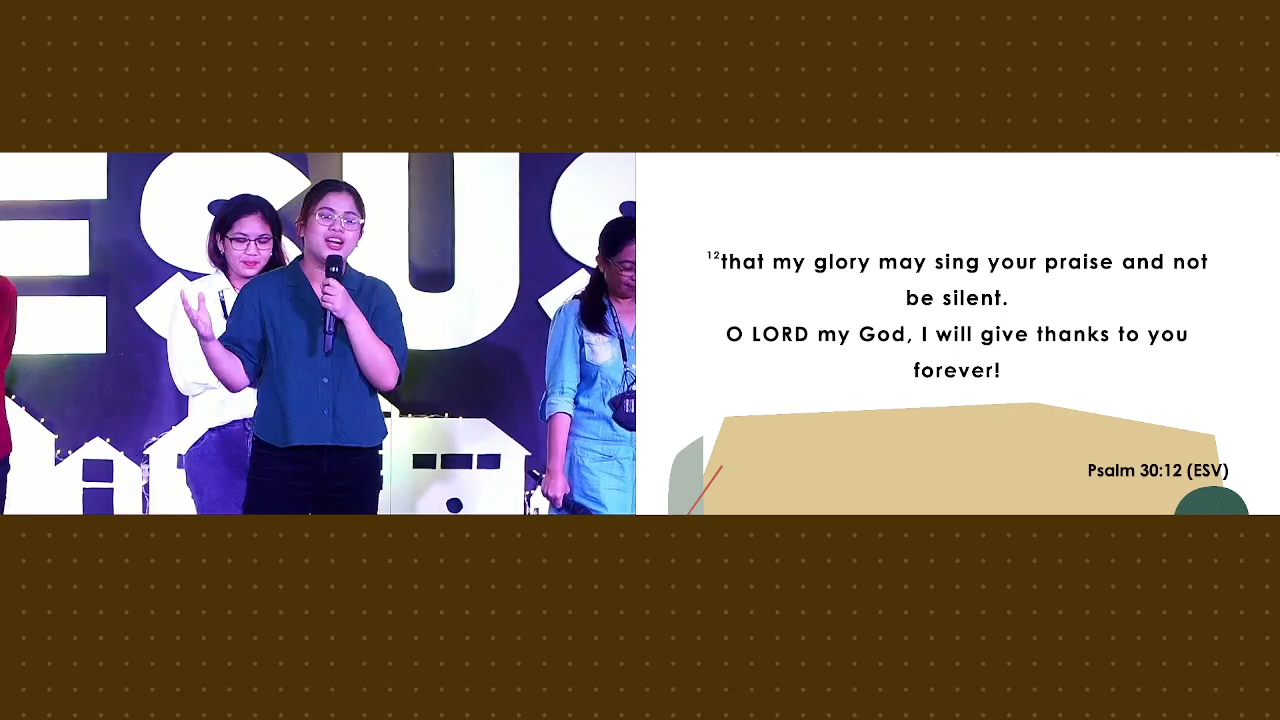 ESUS
¹²that my glory may sing your praise and not
be silent.
O LORD my God, I will give thanks to you
forever!
Psalm 30:12 (ESV)